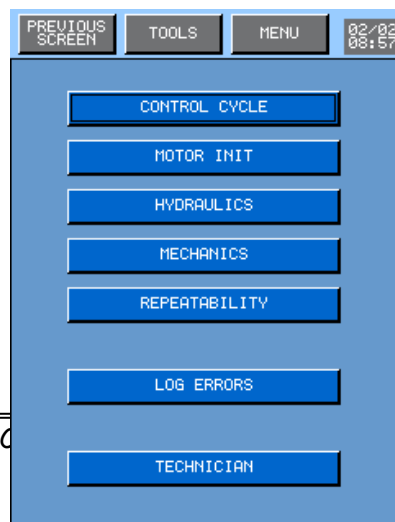 PREVIOUS
SCREEN
TOOLS
MENU
02/02
08:57
CONTROL CYCLE
MOTOR INIT
HYDRAULICS
MECHANICS
REPEATABILITY
LOG ERRORS
TECHNICIAN